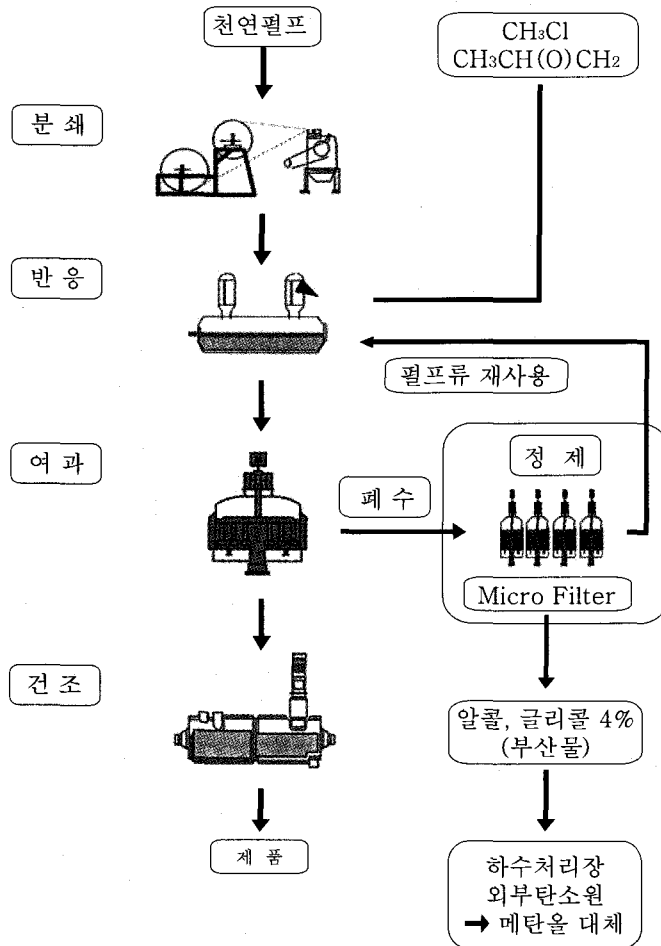 천연펄프
CH₃Cl
CH₃CH(O)CH₂
분 쇄
반 응
펄프류 재사용
여 과
폐 수
정 제
Micro Filter
건 조
알콜, 글리콜 4%
(부산물)
제 품
하수처리장
외부탄소원
➔ 메탄올 대체